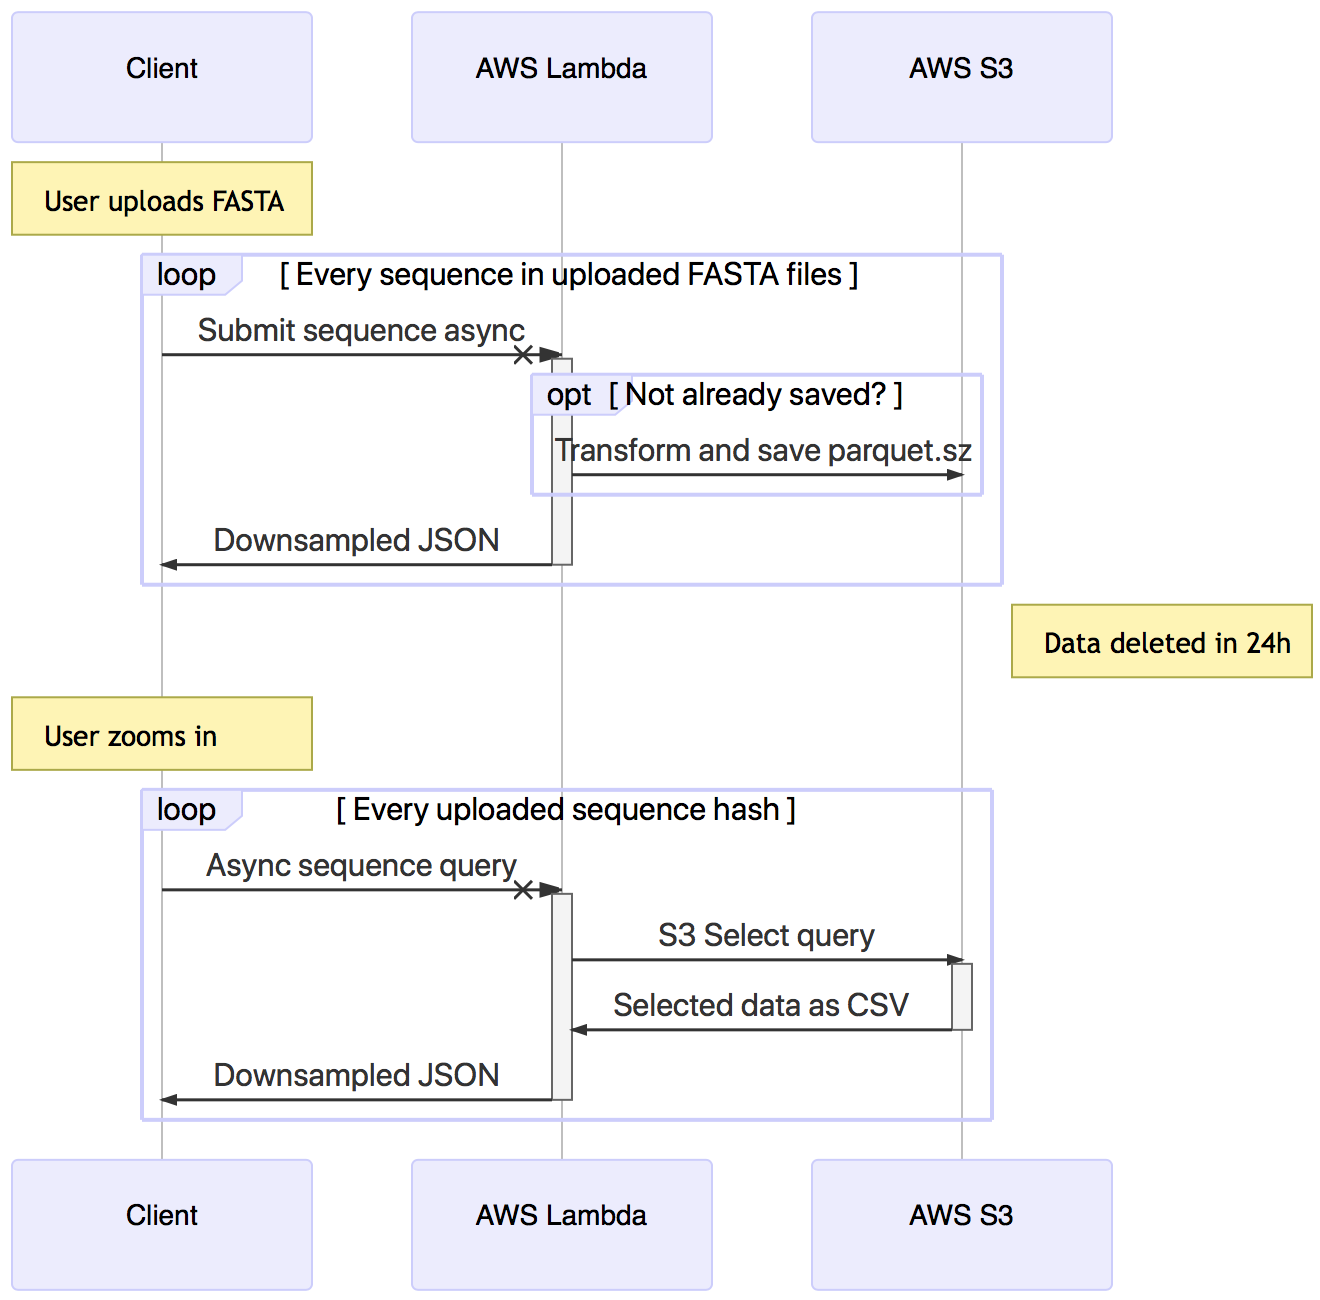 Client
AWS Lambda
AWS S3
User uploads FASTA
loop
[ Every sequence in uploaded FASTA files ]
Submit sequence async
opt
[ Not already saved? ]
Transform and save parquet.sz
Downsampled JSON
Data deleted in 24h
User zooms in
loop
[ Every uploaded sequence hash ]
Async sequence query
S3 Select query
Selected data as CSV
Downsampled JSON
Client
AWS Lambda
AWS S3